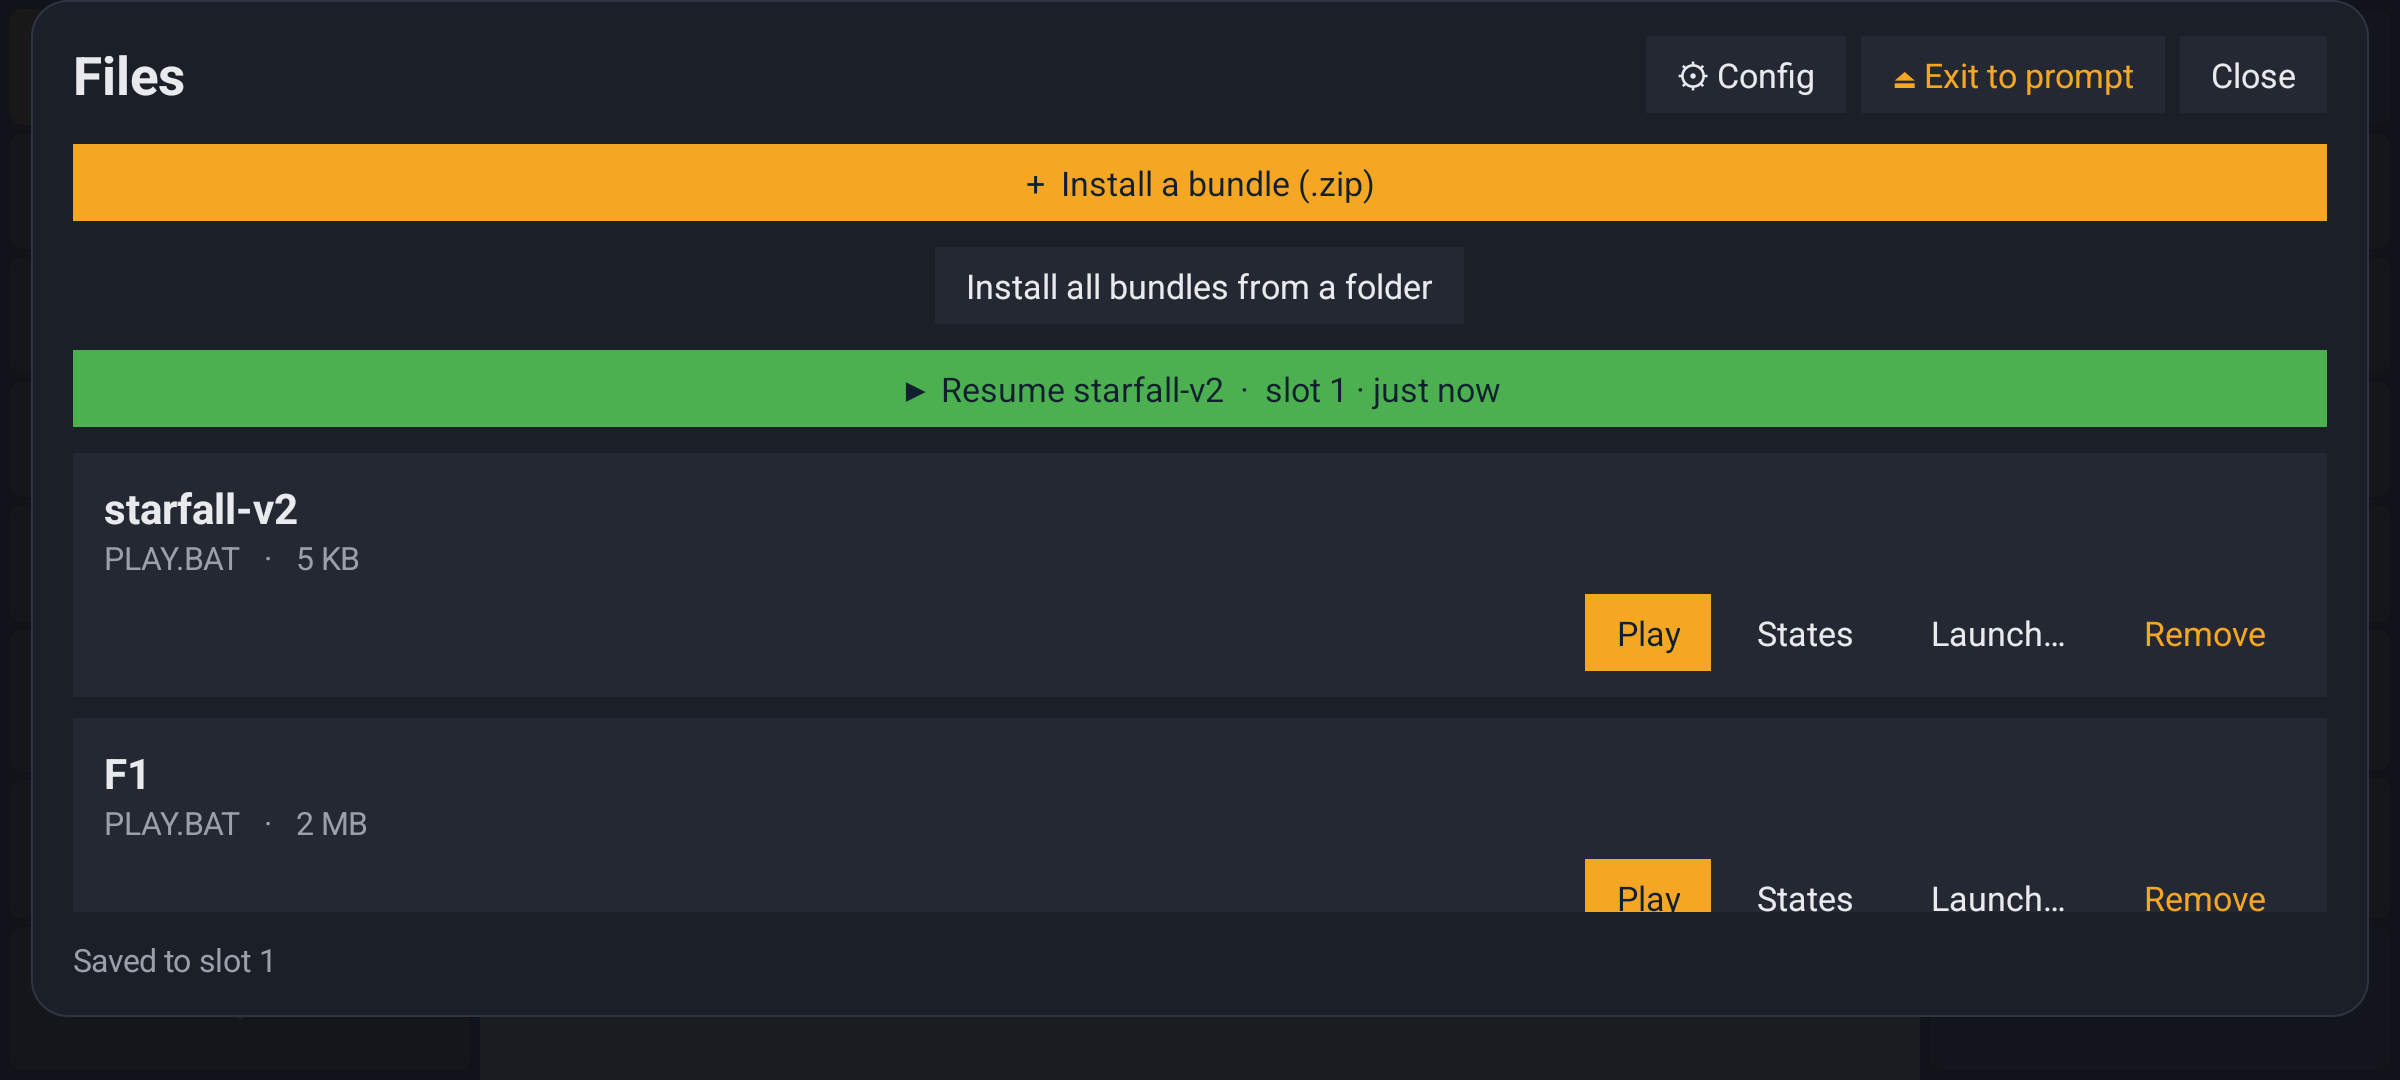 Files
⚙ Config
⏏ Exit to prompt
Close
+ Install a bundle (.zip)
Install all bundles from a folder
▶ Resume starfall-v2 · slot 1 · just now
starfall-v2
PLAY.BAT · 5 KB
Play States Launch... Remove
F1
PLAY.BAT · 2 MB
Play States Launch... Remove
Saved to slot 1